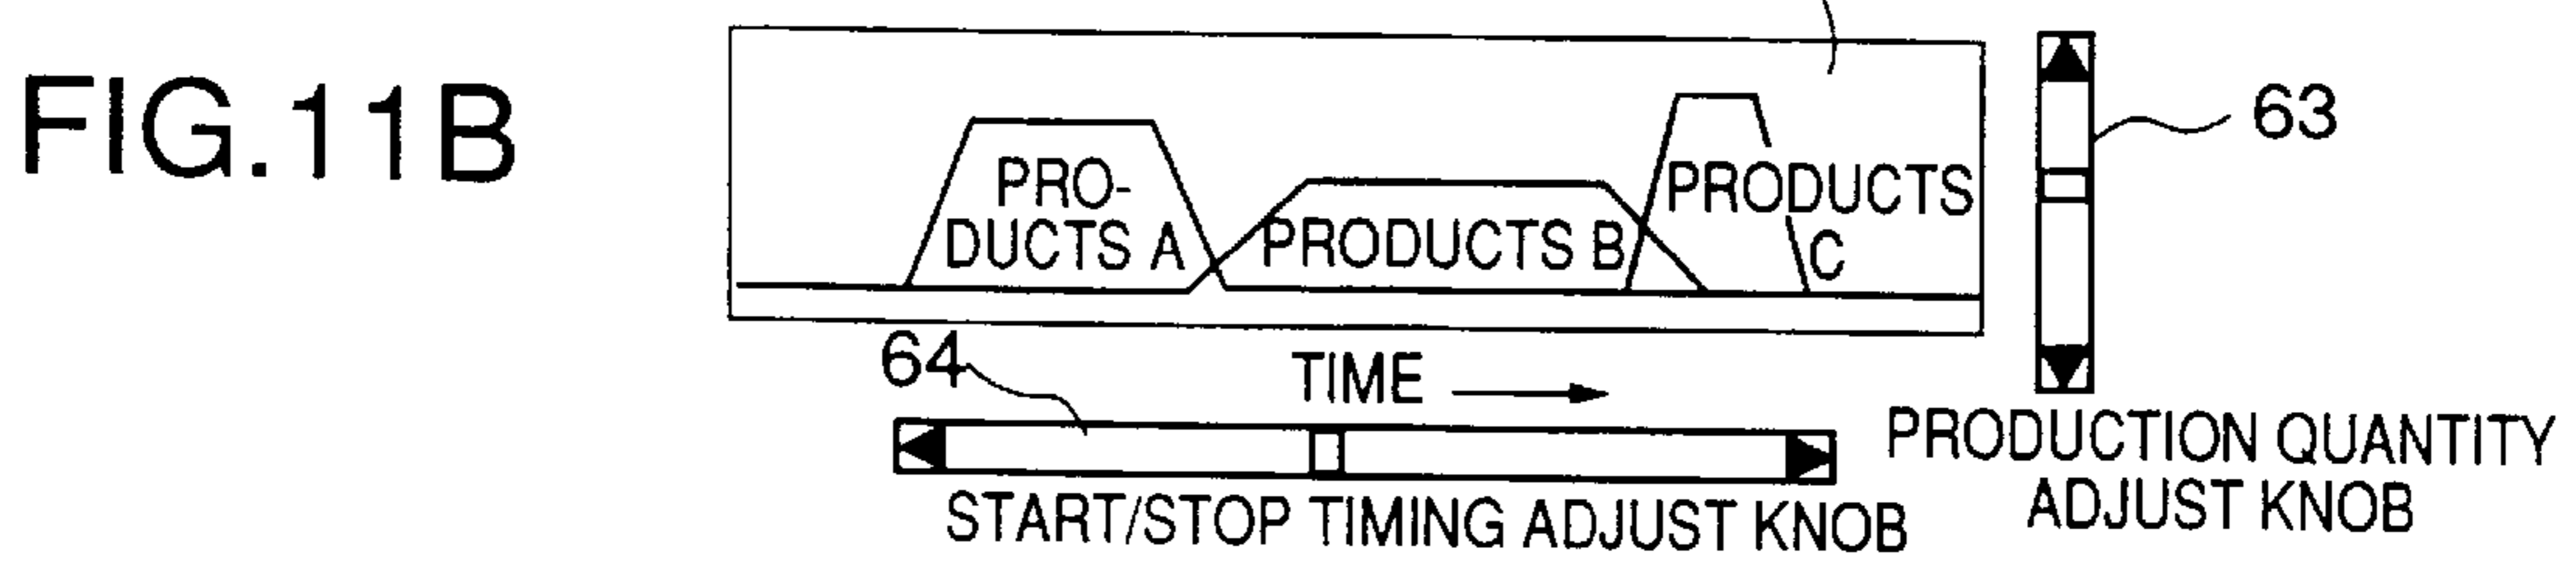 FIG.11B
PRO-
DUCTS A
PRODUCTS B
PRODUCTS
C
63
64
TIME
START/STOP TIMING ADJUST KNOB
PRODUCTION QUANTITY
ADJUST KNOB